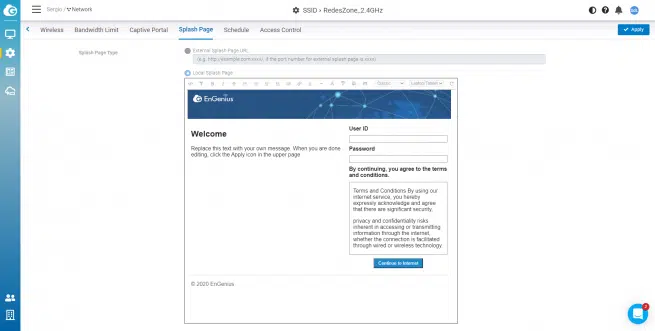 Sergio / Network
SSID > RedesZone_2.4GHz
Wireless
Bandwidth Limit
Captive Portal
Splash Page
Schedule
Access Control
Apply
Splash Page Type
External Splash Page URL
(e.g. http://example.com/xxx/, if the port number for external splash page is xxxx)
Local Splash Page
EnGenius
Welcome
Replace this text with your own message. When you are done
editing, click the Apply icon in the upper page
User ID
Password
By continuing, you agree to the terms
and conditions.
Terms and Conditions By using our
internet service, you hereby
expressly acknowledge and agree
that there are significant security,
privacy and confidentiality risks
inherent in accessing or transmitting
information through the internet,
whether the connection is facilitated
through wired or wireless technology.
Continue to Internet
© 2020 EnGenius